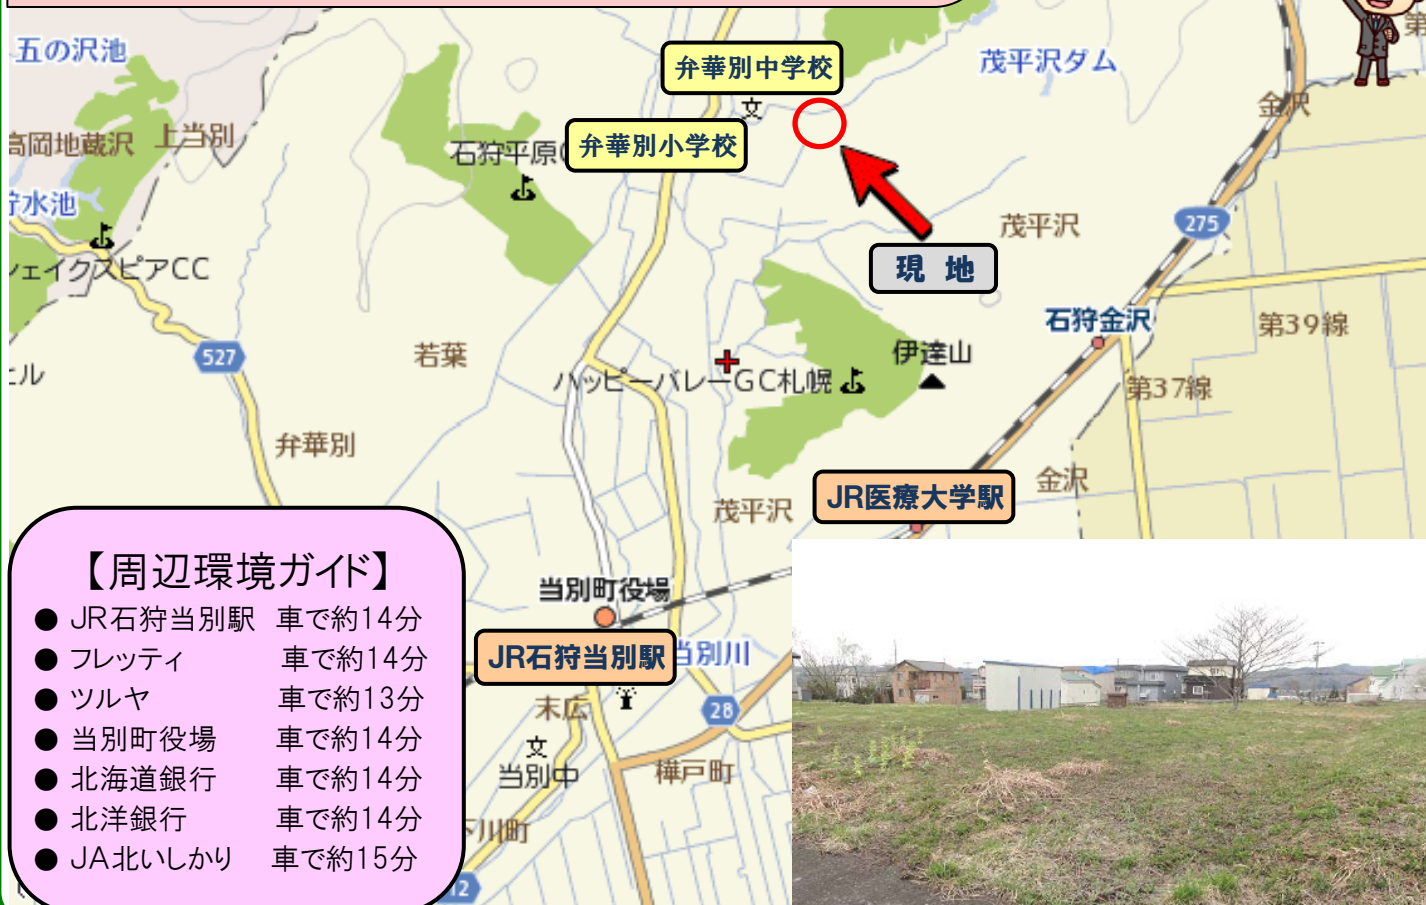 五の沢池
弁華別中学校
茂平沢ダム
第
文
金沢
高岡地蔵沢
上当別
石狩平原
弁華別小学校
狩水池
茂平沢
275
シェイクスピアCC
現 地
石狩金沢
第39線
527
若葉
伊達山
ハッピーバレーGC札幌
ル
第37線
弁華別
金沢
JR医療大学駅
茂平沢
【周辺環境ガイド】
● JR石狩当別駅 車で約14分
● フレッティ 車で約14分
● ツルヤ 車で約13分
● 当別町役場 車で約14分
● 北海道銀行 車で約14分
● 北洋銀行 車で約14分
● JA北いしかり 車で約15分
当別町役場
JR石狩当別駅
当別川
末広
28
文
当別中
樺戸町
下川町
12